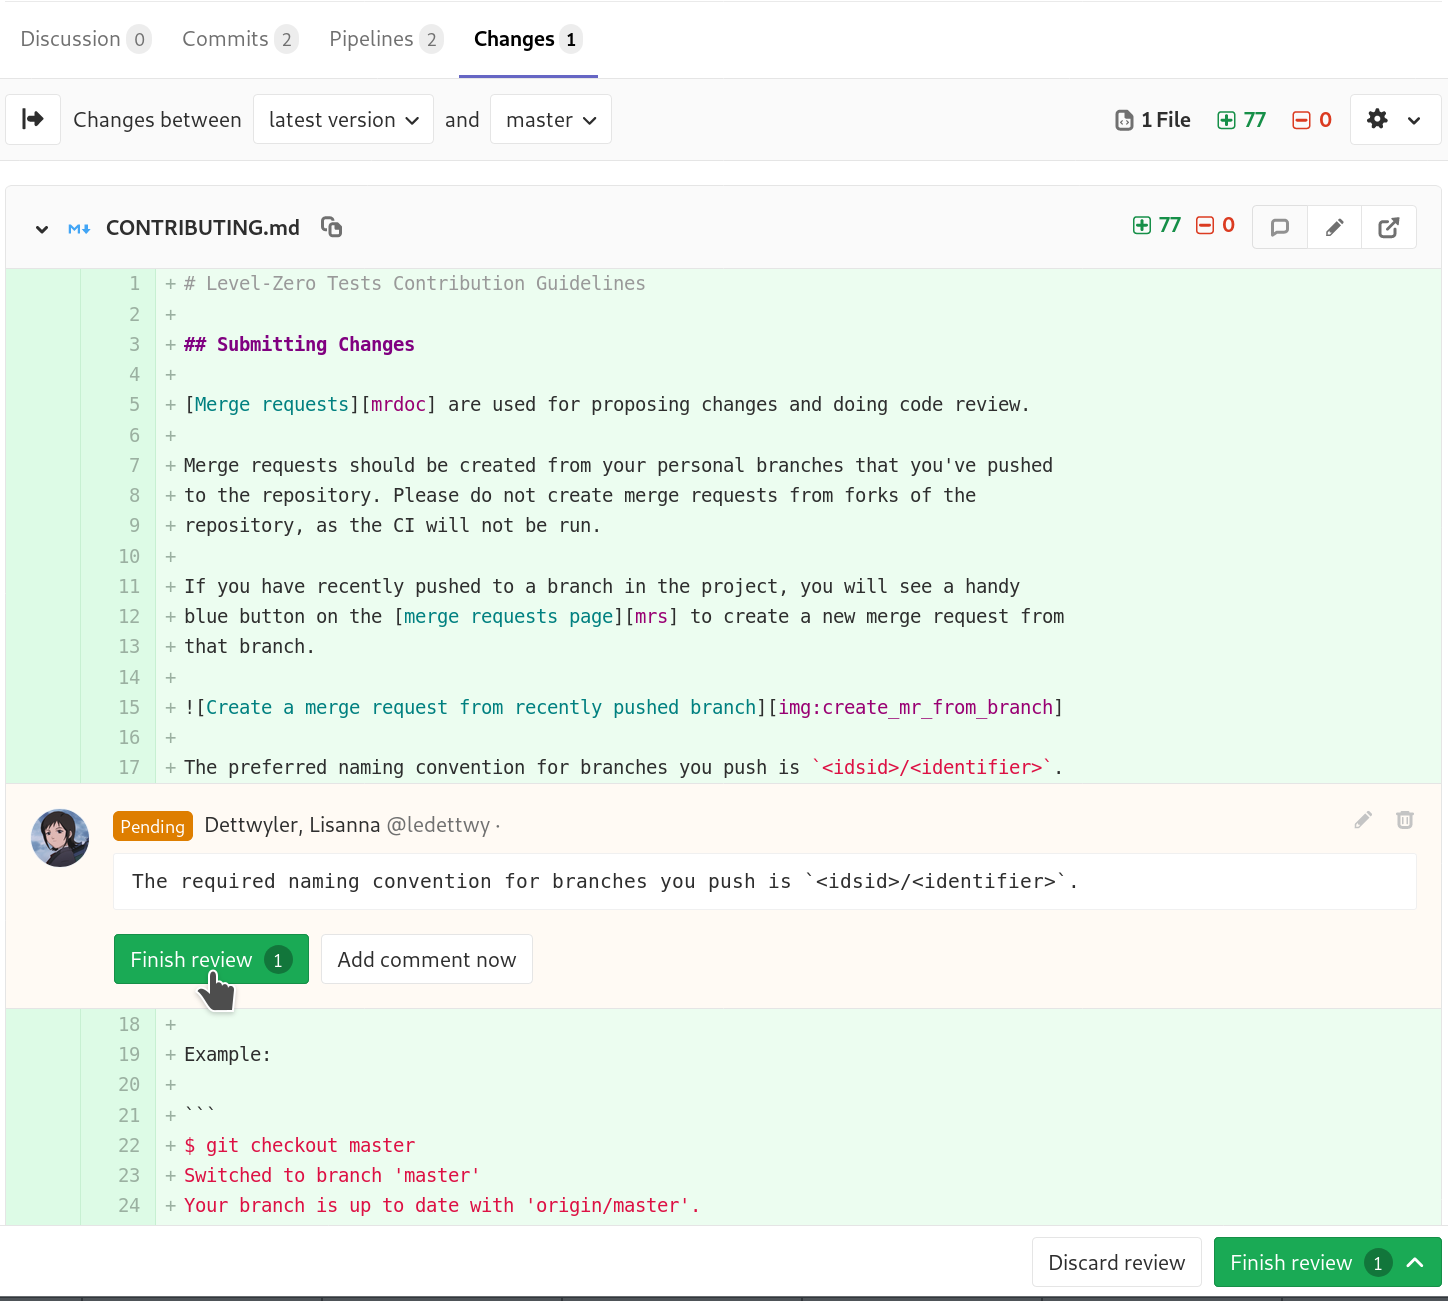 Discussion 0 Commits 2 Pipelines 2 Changes 1
Changes between latest version and master 1 File 77 0
CONTRIBUTING.md 77 0
1 + # Level-Zero Tests Contribution Guidelines
2 +
3 + ## Submitting Changes
4 +
5 + [Merge requests][mrdoc] are used for proposing changes and doing code review.
6 +
7 + Merge requests should be created from your personal branches that you've pushed
8 + to the repository. Please do not create merge requests from forks of the
9 + repository, as the CI will not be run.
10 +
11 + If you have recently pushed to a branch in the project, you will see a handy
12 + blue button on the [merge requests page][mrs] to create a new merge request from
13 + that branch.
14 +
15 + ![Create a merge request from recently pushed branch][img:create_mr_from_branch]
16 +
17 + The preferred naming convention for branches you push is `<idsid>/<identifier>`.
Pending Dettwyler, Lisanna @ledettwy ·
The required naming convention for branches you push is `<idsid>/<identifier>`.
Finish review 1 Add comment now
18 +
19 + Example:
20 +
21 + ```
22 + $ git checkout master
23 + Switched to branch 'master'
24 + Your branch is up to date with 'origin/master'.
Discard review Finish review 1